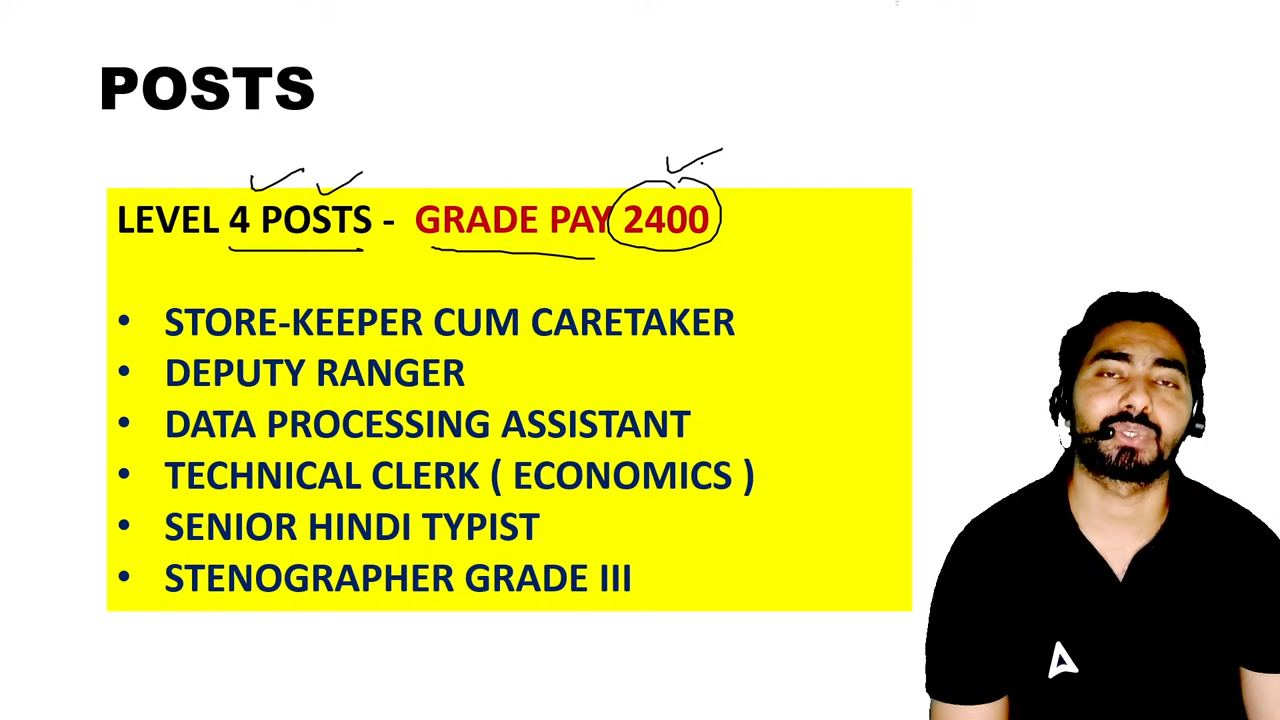 POSTS
LEVEL 4 POSTS - GRADE PAY 2400
• STORE-KEEPER CUM CARETAKER
• DEPUTY RANGER
• DATA PROCESSING ASSISTANT
• TECHNICAL CLERK ( ECONOMICS )
• SENIOR HINDI TYPIST
• STENOGRAPHER GRADE III